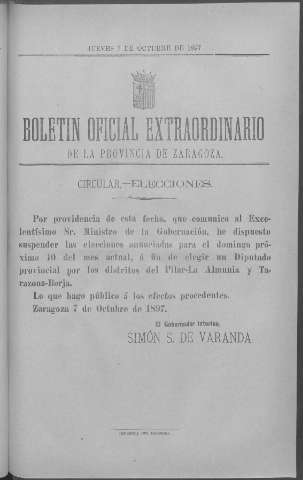 JUEVES 7 DE OCTUBRE DE 1897
BOLETIN OFICIAL EXTRAORDINARIO
DE LA PROVINCIA DE ZARAGOZA.
CIRCULAR.—ELECCIONES.
Por providencia de esta fecha, que comunico al Exce-
lentísimo Sr. Ministro de la Gobernación, he dispuesto
suspender las elecciones anunciadas para el domingo pró-
ximo 10 del mes actual, á fin de elegir un Diputado
provincial por los distritos del Pilar-La Almunia y Ta-
razona-Borja.
Lo que hago público á los efectos procedentes.
Zaragoza 7 de Octubre de 1897.
El Gobernador interino,
SIMÓN S. DE VARANDA.
IMPRENTA DEL HOSPICIO.